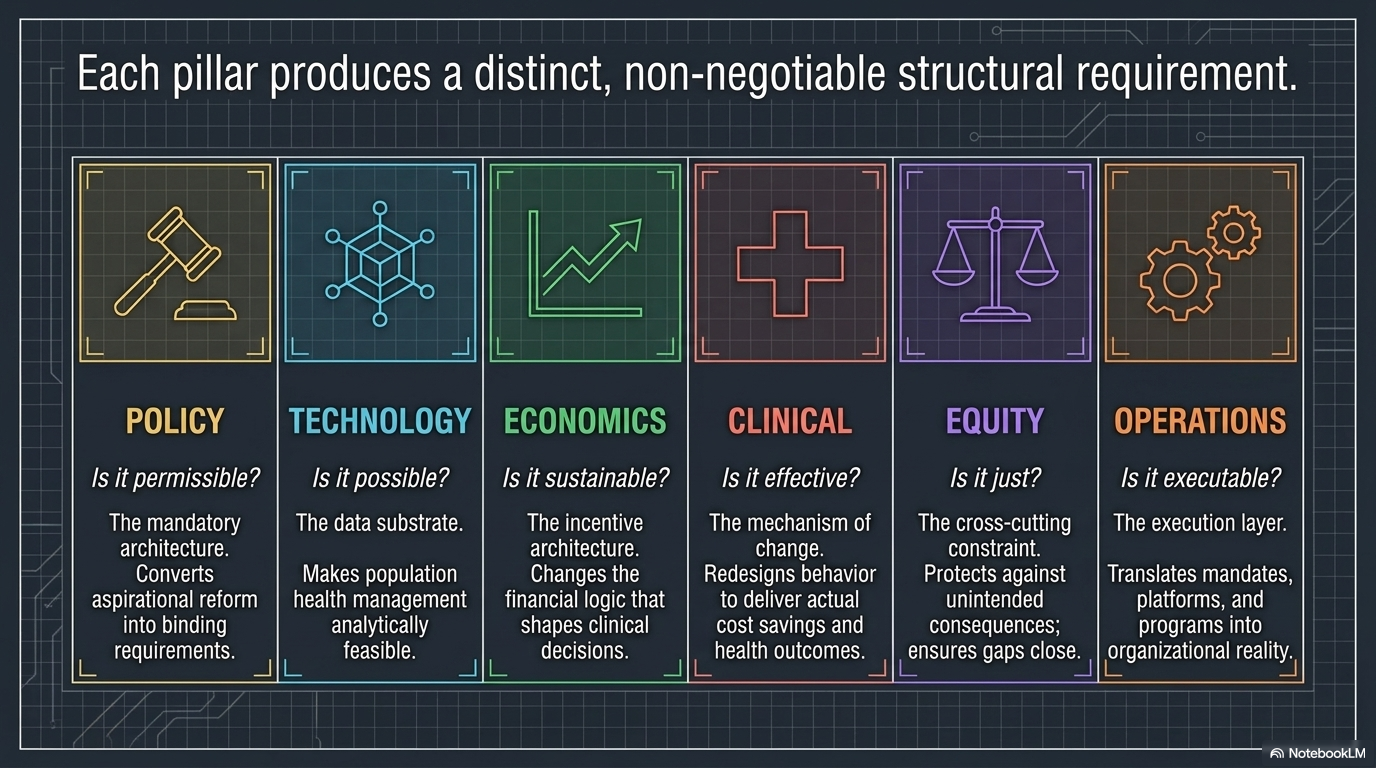 Each pillar produces a distinct, non-negotiable structural requirement.
POLICY
Is it permissible?
The mandatory
architecture.
Converts
aspirational reform
into binding
requirements.
TECHNOLOGY
Is it possible?
The data substrate.
Makes population
health management
analytically
feasible.
ECONOMICS
Is it sustainable?
The incentive
architecture.
Changes the
financial logic that
shapes clinical
decisions.
CLINICAL
Is it effective?
The mechanism of
change.
Redesigns behavior
to deliver actual
cost savings and
health outcomes.
EQUITY
Is it just?
The cross-cutting
constraint.
Protects against
unintended
consequences;
ensures gaps close.
OPERATIONS
Is it executable?
The execution layer.
Translates mandates,
platforms, and
programs into
organizational reality.
NotebookLM